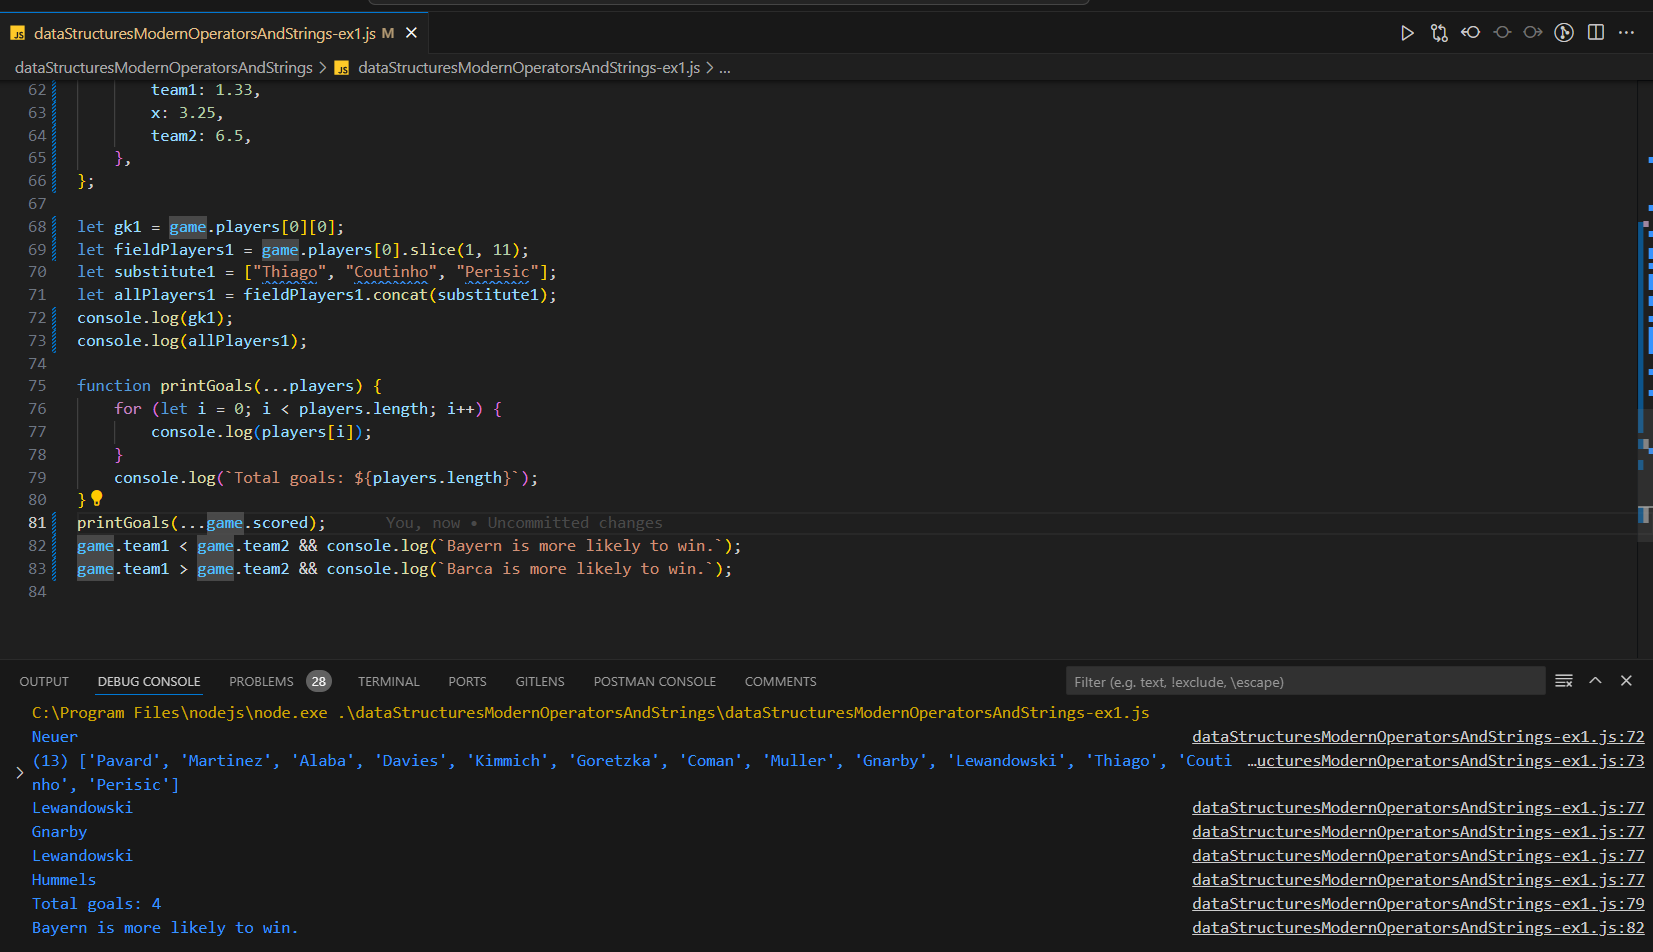 JS dataStructuresModernOperatorsAndStrings-ex1.js M
dataStructuresModernOperatorsAndStrings > JS dataStructuresModernOperatorsAndStrings-ex1.js > ...
62 team1: 1.33,
63 x: 3.25,
64 team2: 6.5,
65 },
66 };
67
68 let gk1 = game.players[0][0];
69 let fieldPlayers1 = game.players[0].slice(1, 11);
70 let substitute1 = ["Thiago", "Coutinho", "Perisic"];
71 let allPlayers1 = fieldPlayers1.concat(substitute1);
72 console.log(gk1);
73 console.log(allPlayers1);
74
75 function printGoals(...players) {
76 for (let i = 0; i < players.length; i++) {
77 console.log(players[i]);
78 }
79 console.log(`Total goals: ${players.length}`);
80 }
81 printGoals(...game.scored); You, now • Uncommitted changes
82 game.team1 < game.team2 && console.log(`Bayern is more likely to win.`);
83 game.team1 > game.team2 && console.log(`Barca is more likely to win.`);
84
OUTPUT DEBUG CONSOLE PROBLEMS 28 TERMINAL PORTS GITLENS POSTMAN CONSOLE COMMENTS Filter (e.g. text, !exclude, \escape)
C:\Program Files\nodejs\node.exe .\dataStructuresModernOperatorsAndStrings\dataStructuresModernOperatorsAndStrings-ex1.js
Neuer dataStructuresModernOperatorsAndStrings-ex1.js:72
(13) ['Pavard', 'Martinez', 'Alaba', 'Davies', 'Kimmich', 'Goretzka', 'Coman', 'Muller', 'Gnarby', 'Lewandowski', 'Thiago', 'Couti …ucturesModernOperatorsAndStrings-ex1.js:73
nho', 'Perisic']
Lewandowski dataStructuresModernOperatorsAndStrings-ex1.js:77
Gnarby dataStructuresModernOperatorsAndStrings-ex1.js:77
Lewandowski dataStructuresModernOperatorsAndStrings-ex1.js:77
Hummels dataStructuresModernOperatorsAndStrings-ex1.js:77
Total goals: 4 dataStructuresModernOperatorsAndStrings-ex1.js:79
Bayern is more likely to win. dataStructuresModernOperatorsAndStrings-ex1.js:82